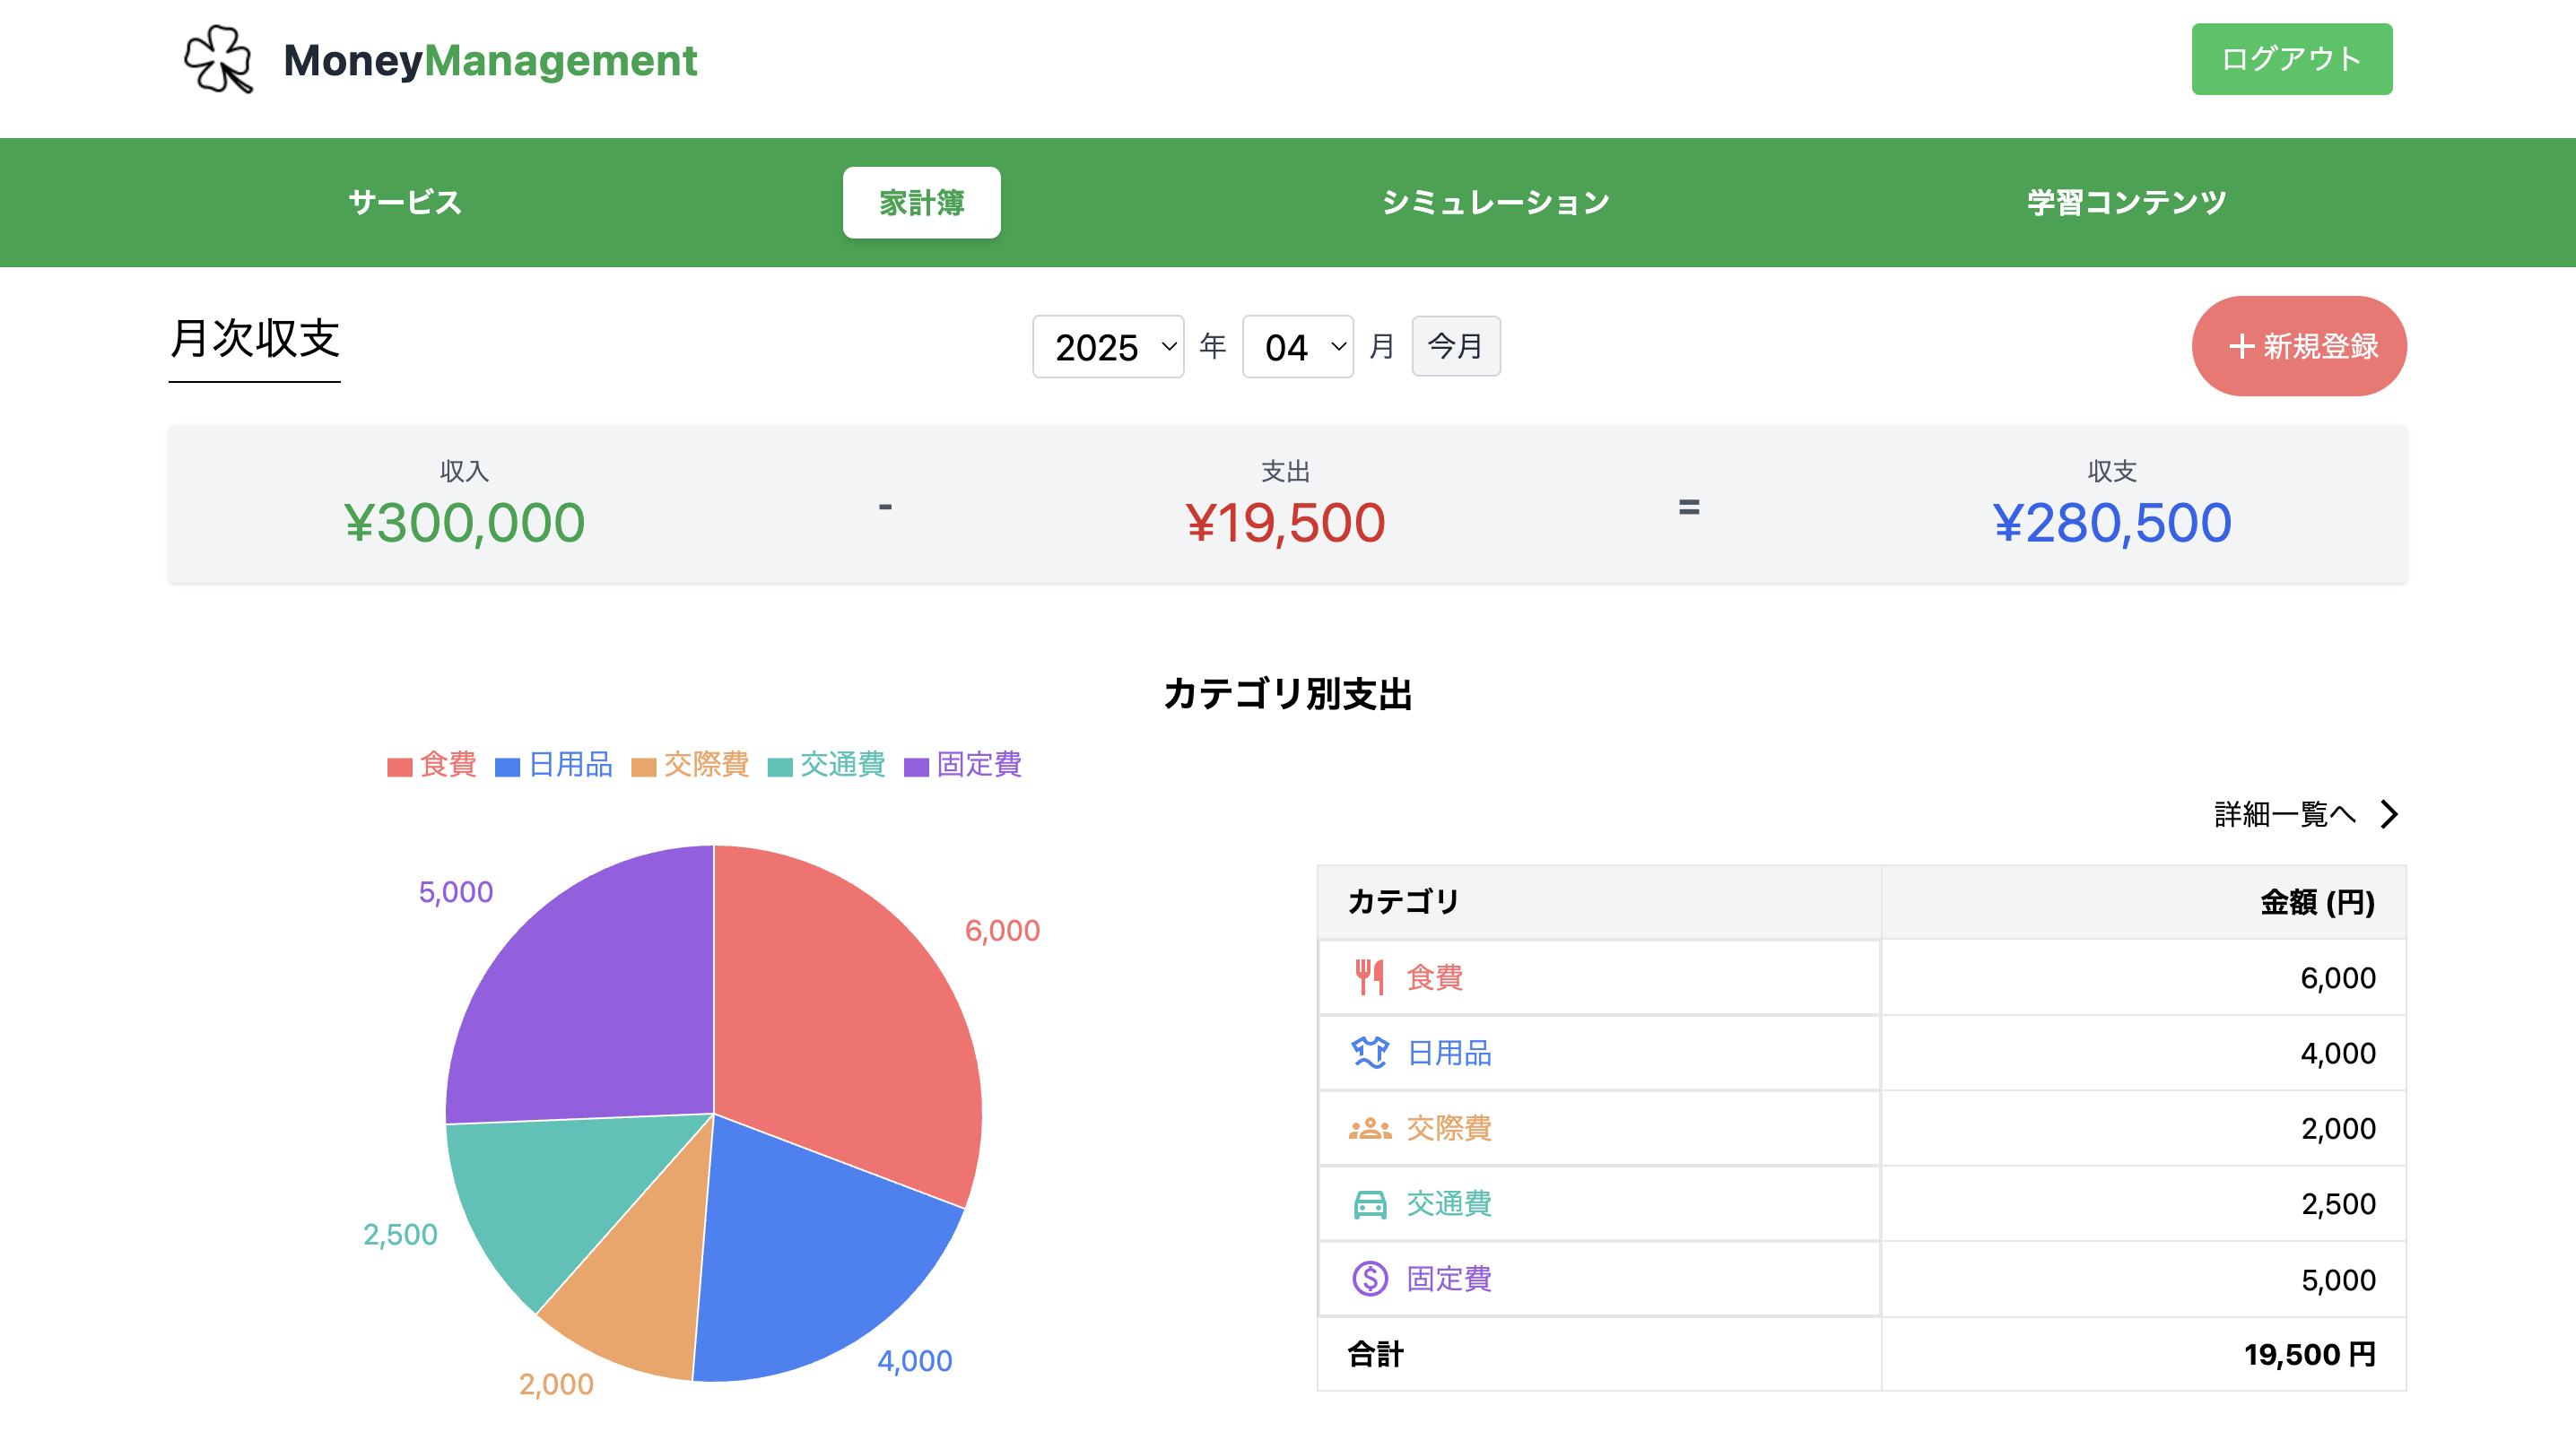 MoneyManagement
ログアウト
サービス 家計簿 シミュレーション 学習コンテンツ
月次収支
2025 年 04 月 今月
＋新規登録
収入 支出 収支
¥300,000 - ¥19,500 = ¥280,500
カテゴリ別支出
食費 日用品 交際費 交通費 固定費
5,000
6,000
2,500
4,000
2,000
詳細一覧へ
カテゴリ 金額 (円)
食費 6,000
日用品 4,000
交際費 2,000
交通費 2,500
固定費 5,000
合計 19,500 円